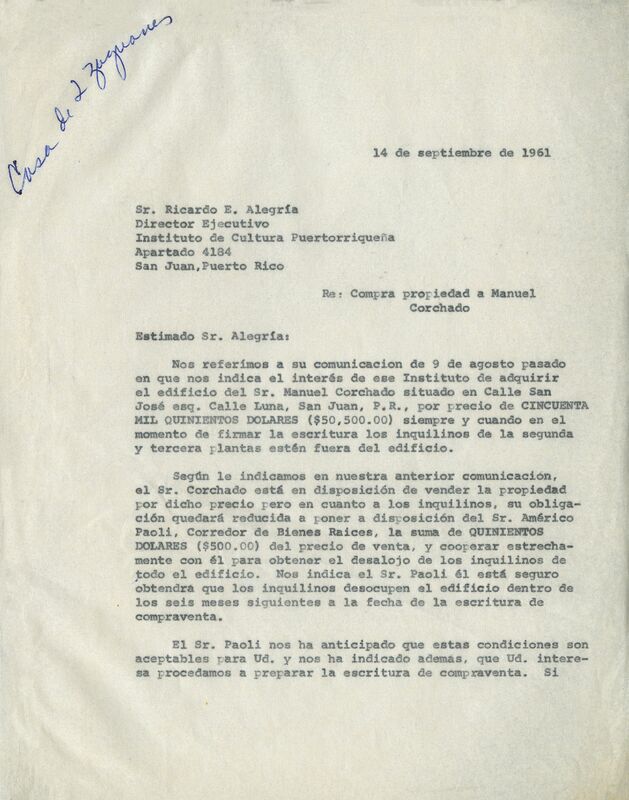 Casa de 2 zaguanes
14 de septiembre de 1961
Sr. Ricardo E. Alegría
Director Ejecutivo
Instituto de Cultura Puertorriqueña
Apartado 4184
San Juan,Puerto Rico
Re: Compra propiedad a Manuel
Corchado
Estimado Sr. Alegría:
Nos referimos a su comunicacion de 9 de agosto pasado
en que nos indica el interés de ese Instituto de adquirir
el edificio del Sr. Manuel Corchado situado en Calle San
José esq. Calle Luna, San Juan, P.R., por precio de CINCUENTA
MIL QUINIENTOS DOLARES ($50,500.00) siempre y cuando en el
momento de firmar la escritura los inquilinos de la segunda
y tercera plantas estén fuera del edificio.
Según le indicamos en nuestra anterior comunicación,
el Sr. Corchado está en disposición de vender la propiedad
por dicho precio pero en cuanto a los inquilinos, su obliga-
ción quedará reducida a poner a disposición del Sr. Américo
Paoli, Corredor de Bienes Raices, la suma de QUINIENTOS
DOLARES ($500.00) del precio de venta, y cooperar estrecha-
mente con él para obtener el desalojo de los inquilinos de
todo el edificio. Nos indica el Sr. Paoli él está seguro
obtendrá que los inquilinos desocupen el edificio dentro de
los seis meses siguientes a la fecha de la escritura de
compraventa.
El Sr. Paoli nos ha anticipado que estas condiciones son
aceptables para Ud. y nos ha indicado además, que Ud. intere-
sa procedamos a preparar la escritura de compraventa. Si